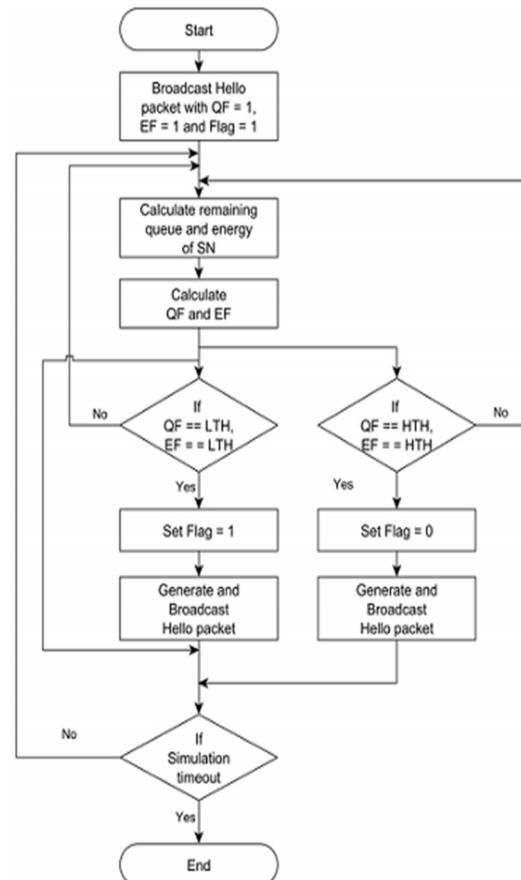 Start
Broadcast Hello
packet with QF = 1,
EF = 1 and Flag = 1
Calculate remaining
queue and energy
of SN
Calculate
QF and EF
If
QF == LTH,
EF = = LTH
No
Yes
If
QF == HTH,
EF = = HTH
No
Yes
Set Flag = 1
Set Flag = 0
Generate and
Broadcast
Hello packet
Generate and
Broadcast
Hello packet
If
Simulation
timeout
No
Yes
End